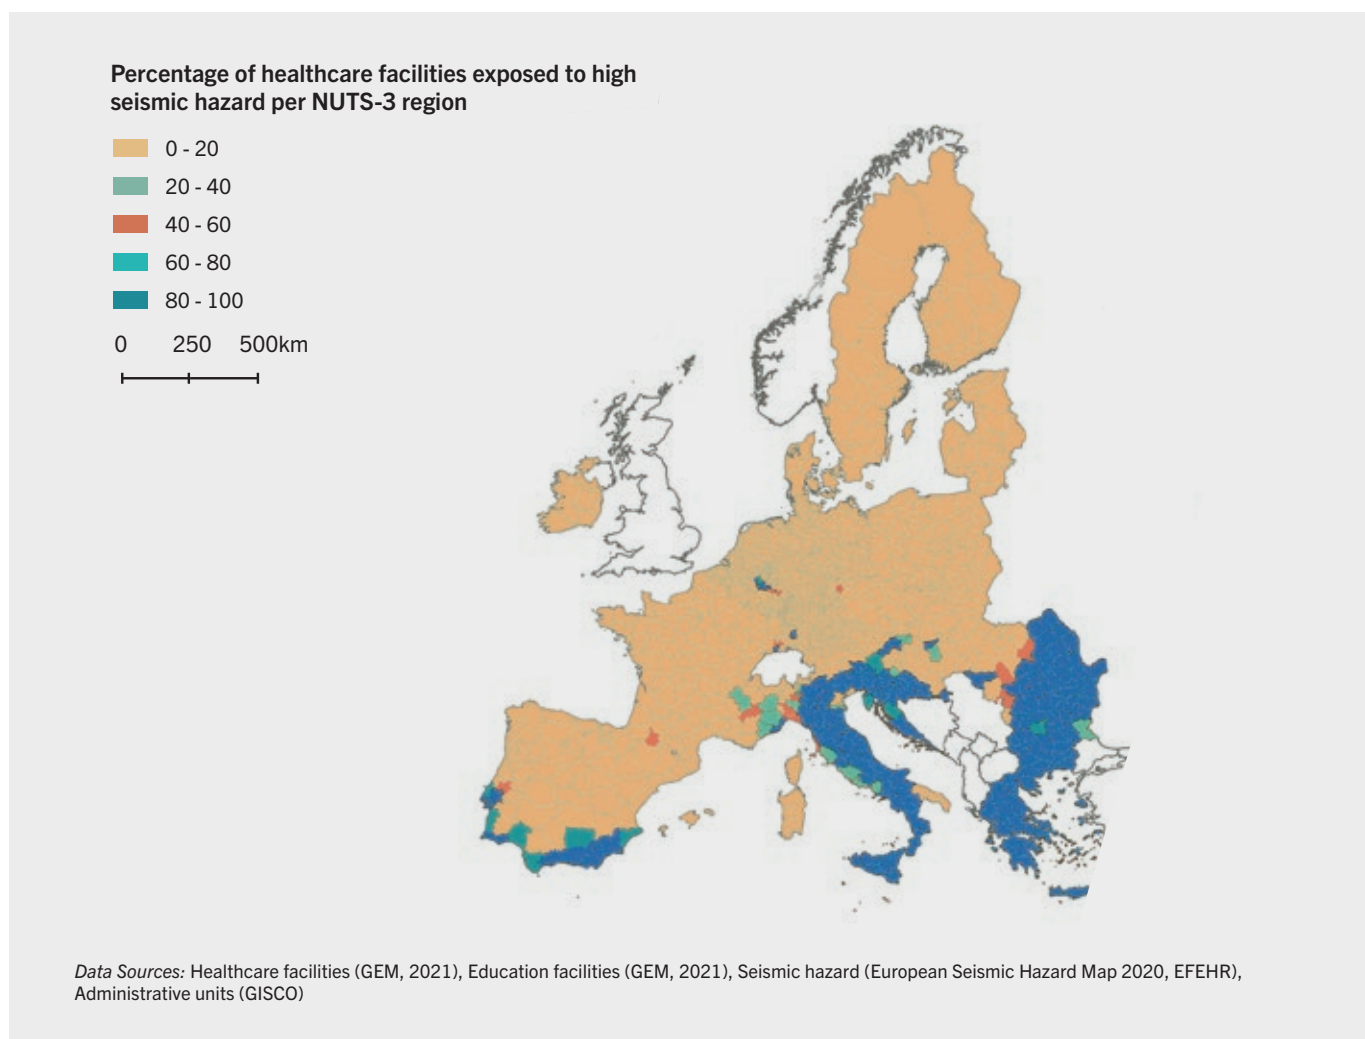 Percentage of healthcare facilities exposed to high
seismic hazard per NUTS-3 region
0 - 20
20 - 40
40 - 60
60 - 80
80 - 100
0 250 500km
Data Sources: Healthcare facilities (GEM, 2021), Education facilities (GEM, 2021), Seismic hazard (European Seismic Hazard Map 2020, EFEHR),
Administrative units (GISCO)